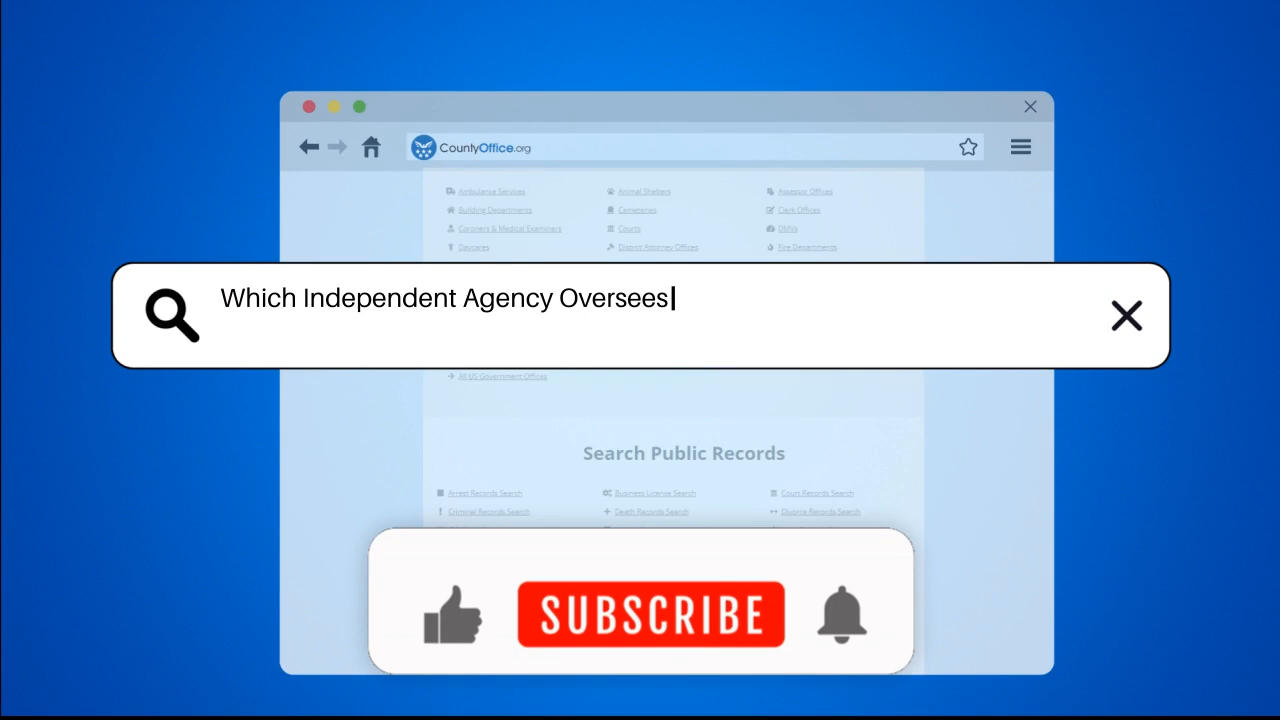 CountyOffice.org
Ambulance Services
Animal Shelters
Assessor Offices
Building Departments
Cemeteries
Clerk Offices
Coroners & Medical Examiners
Courts
DMVs
Daycares
District Attorney Offices
Fire Departments
Which Independent Agency Oversees
All US Government Offices
Search Public Records
Arrest Records Search
Business License Search
Court Records Search
Criminal Records Search
Death Records Search
Divorce Records Search
SUBSCRIBE